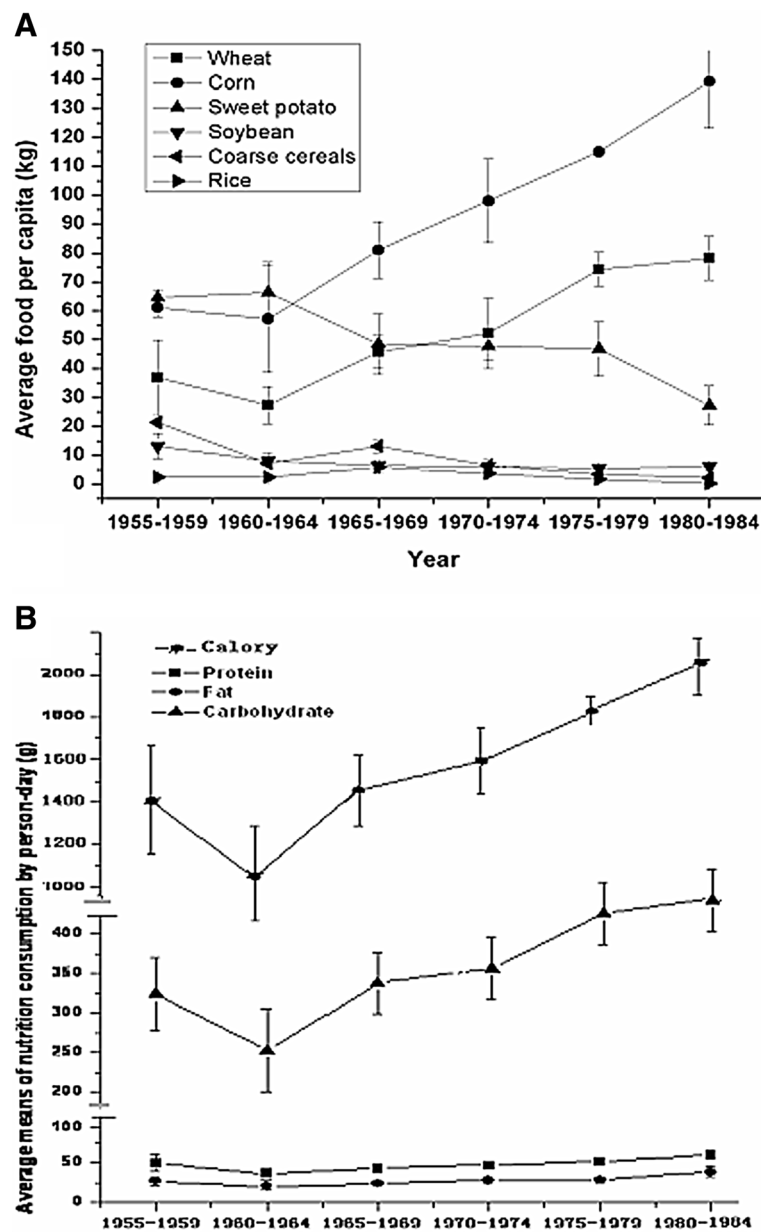 A
Average food per capita (kg)
150
140
130
120
110
100
90
80
70
60
50
40
30
20
10
0
Wheat
Corn
Sweet potato
Soybean
Coarse cereals
Rice
1955-1959 1960-1964 1965-1969 1970-1974 1975-1979 1980-1984
Year
B
Average means of nutrition consumption by person-day (g)
Calory
Protein
Fat
Carbohydrate
2000
1800
1600
1400
1200
1000
400
350
300
250
200
100
50
0
1955-1959 1960-1964 1965-1969 1970-1974 1975-1979 1980-1984